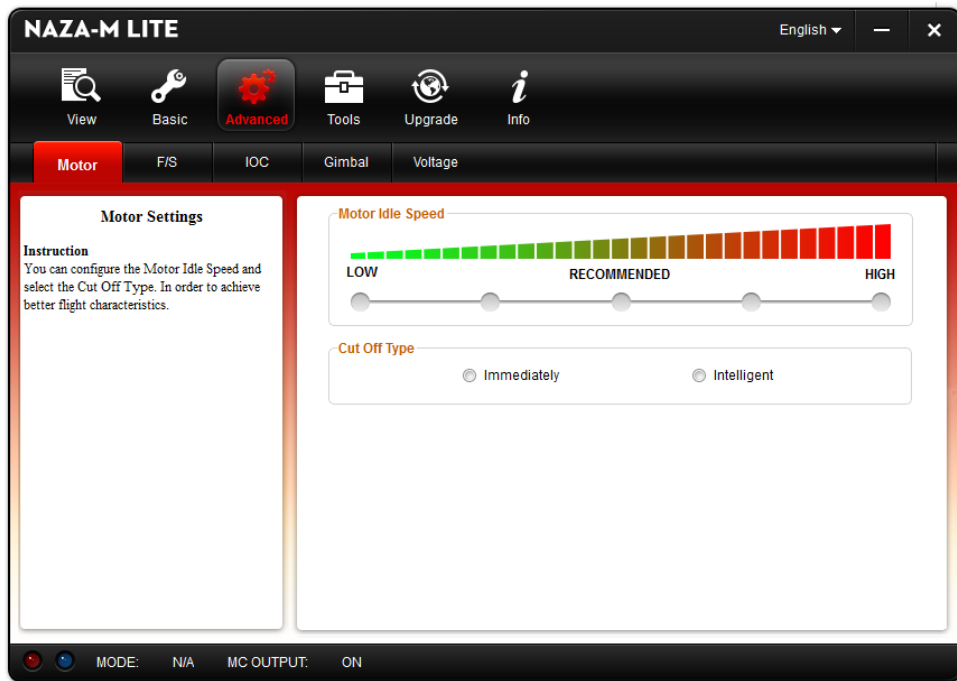 NAZA-M LITE
English
View
Basic
Advanced
Tools
Upgrade
Info
Motor
F/S
IOC
Gimbal
Voltage
Motor Settings
Instruction
You can configure the Motor Idle Speed and
select the Cut Off Type. In order to achieve
better flight characteristics.
Motor Idle Speed
LOW
RECOMMENDED
HIGH
Cut Off Type
Immediately
Intelligent
MODE: N/A MC OUTPUT: ON